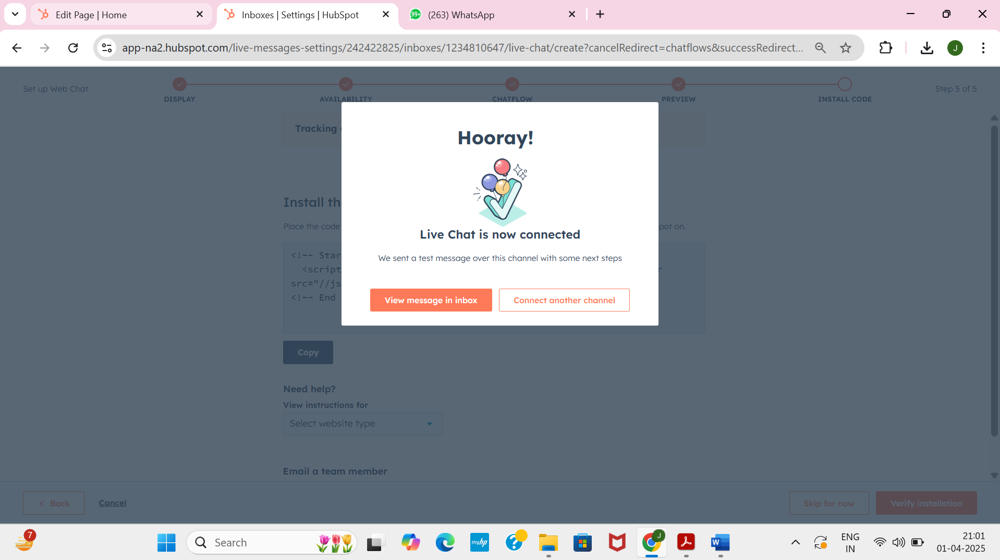 Edit Page | Home
Inboxes | Settings | HubSpot
99+
(263) WhatsApp
app-na2.hubspot.com/live-messages-settings/242422825/inboxes/1234810647/live-chat/create?cancelRedirect=chatflows&successRedirect...
J
Set up Web Chat
DISPLAY
AVAILABILITY
CHATFLOW
PREVIEW
INSTALL CODE
Step 5 of 5
Tracking
Hooray!
Install
Place the code
pot on.
Live Chat is now connected
We sent a test message over this channel with some next steps
<!-- Star
<script
src="//js
<!-- End
View message in inbox
Connect another channel
Copy
Need help?
View instructions for
Select website type
Email a team member
Back
Cancel
Skip for now
Verify installation
7
Search
myhp
J
W
ENG
IN
21:01
01-04-2025